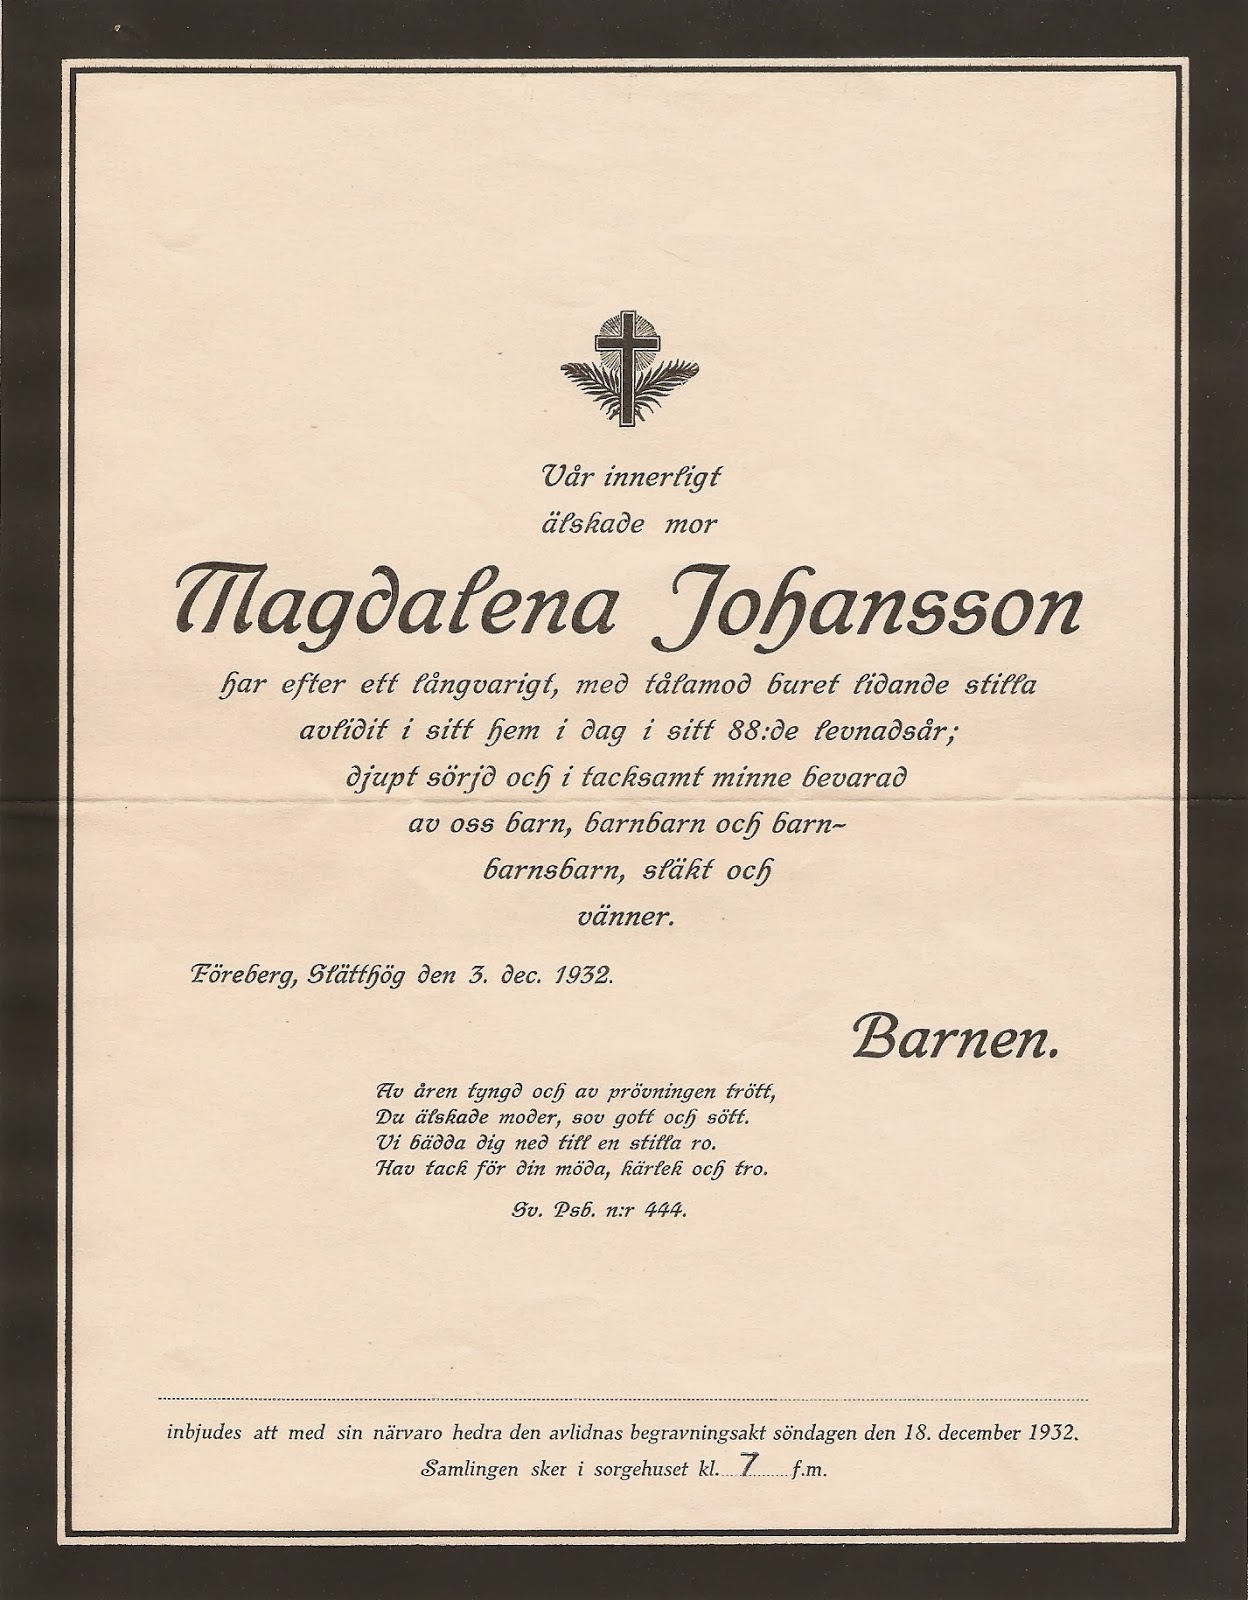 Vår innerligt
älskade mor
Magdalena Johansson
har efter ett långvarigt, med tålamod buret lidande stilla
avlidit i sitt hem i dag i sitt 88:de levnadsår;
djupt sörjd och i tacksamt minne bevarad
av oss barn, barnbarn och barn-
barnsbarn, släkt och
vänner.
Föreberg, Slätthög den 3. dec. 1932.
Barnen.
Av åren tyngd och av prövningen trött,
Du älskade moder, sov gott och sött.
Vi bädda dig ned till en stilla ro.
Hav tack för din möda, kärlek och tro.
Sv. Psb. n:r 444.
inbjudes att med sin närvaro hedra den avlidnas begravningsakt söndagen den 18. december 1932.
Samlingen sker i sorgehuset kl. 7 f.m.